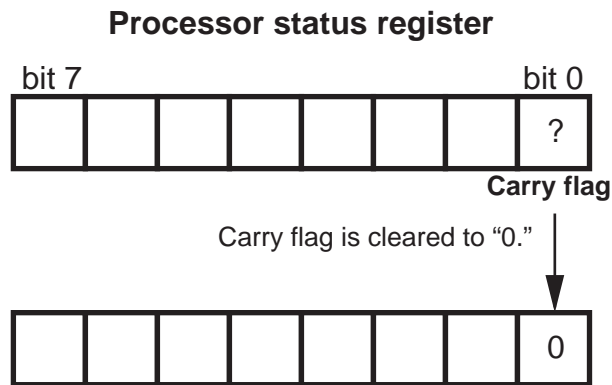 Processor status register
bit 7 bit 0
?
Carry flag
Carry flag is cleared to “0.”
0